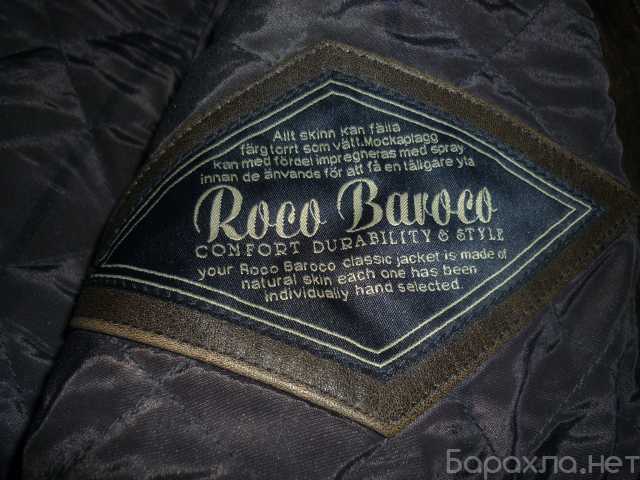 Allt skinn kan fälla
färg torrt som vått.Mockaplagg
kan med fördel impregneras med spray
innan de används för att få en tåligare yta
Roco Baroco
COMFORT DURABILITY & STYLE
your Roco Baroco classic jacket is made of
natural skin each one has been
individually hand selected.
Барахла.нет